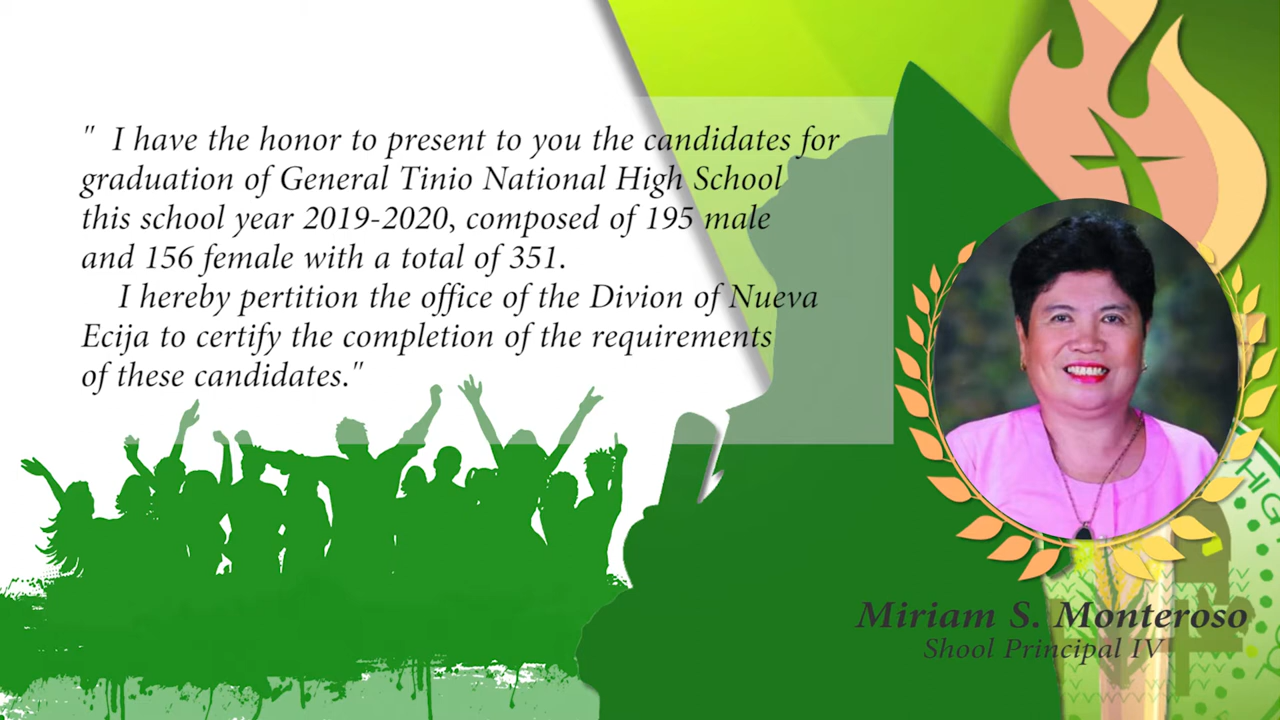 " I have the honor to present to you the candidates for
graduation of General Tinio National High School
this school year 2019-2020, composed of 195 male
and 156 female with a total of 351.
I hereby pertition the office of the Divion of Nueva
Ecija to certify the completion of the requirements
of these candidates."
HIG
Miriam S. Monteroso
Shool Principal IV